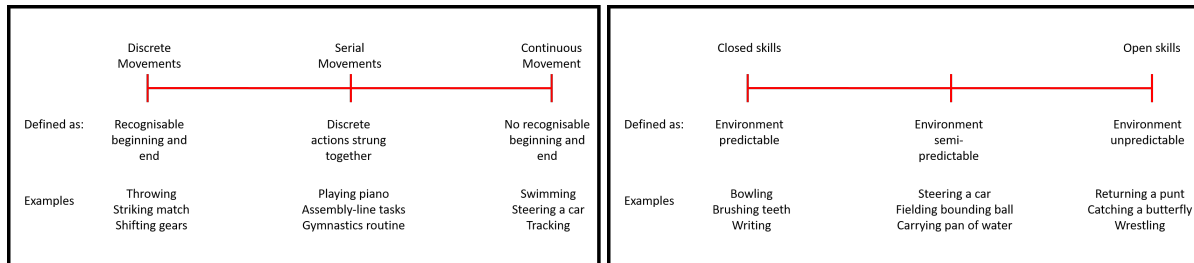 Discrete
Movements
Serial
Movements
Continuous
Movement
Defined as:
Recognisable
beginning and
end
Discrete
actions strung
together
No recognisable
beginning and
end
Examples
Throwing
Striking match
Shifting gears
Playing piano
Assembly-line tasks
Gymnastics routine
Swimming
Steering a car
Tracking
Closed skills
Open skills
Defined as:
Environment
predictable
Environment
semi-
predictable
Environment
unpredictable
Examples
Bowling
Brushing teeth
Writing
Steering a car
Fielding bounding ball
Carrying pan of water
Returning a punt
Catching a butterfly
Wrestling